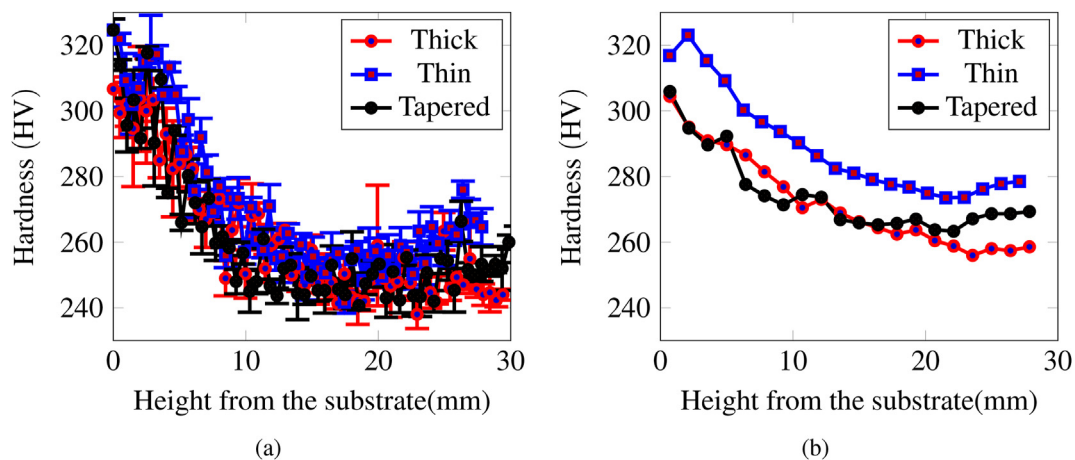 320
300
280
260
240
0
10
20
30
Hardness (HV)
Height from the substrate(mm)
Thick
Thin
Tapered
(a)
320
300
280
260
240
0
10
20
30
Hardness (HV)
Height from the substrate(mm)
Thick
Thin
Tapered
(b)